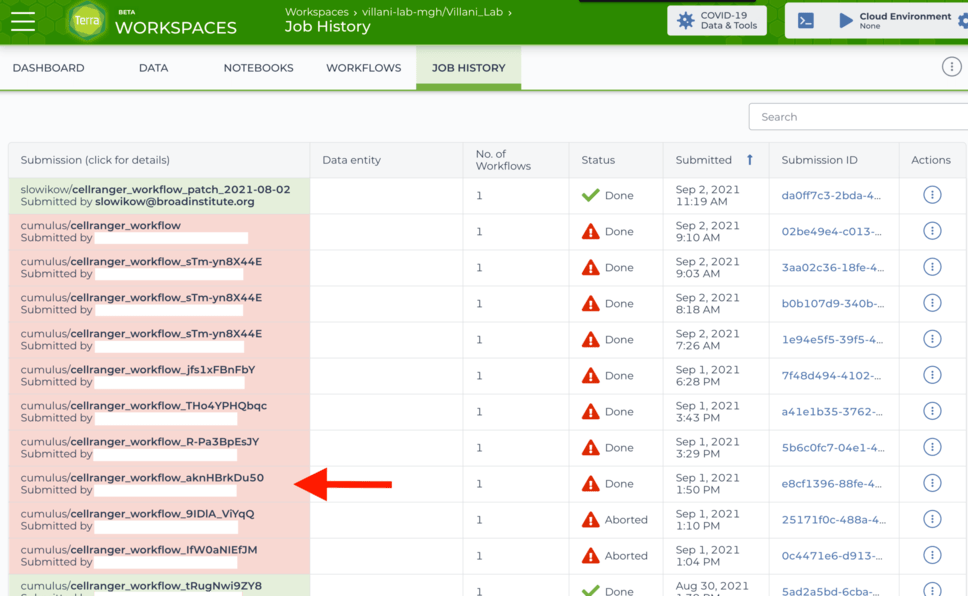 Terra
BETA
WORKSPACES
Workspaces › villani-lab-mgh/Villani_Lab ›
Job History
COVID-19
Data & Tools
Cloud Environment
None
DASHBOARD DATA NOTEBOOKS WORKFLOWS JOB HISTORY
Search
Submission (click for details) Data entity No. of Workflows Status Submitted Submission ID Actions
slowikow/cellranger_workflow_patch_2021-08-02
Submitted by slowikow@broadinstitute.org
1 Done Sep 2, 2021 11:19 AM da0ff7c3-2bda-4...
cumulus/cellranger_workflow
Submitted by
1 Done Sep 2, 2021 9:10 AM 02be49e4-c013-...
cumulus/cellranger_workflow_sTm-yn8X44E
Submitted by
1 Done Sep 2, 2021 9:03 AM 3aa02c36-18fe-4...
cumulus/cellranger_workflow_sTm-yn8X44E
Submitted by
1 Done Sep 2, 2021 8:18 AM b0b107d9-340b-...
cumulus/cellranger_workflow_sTm-yn8X44E
Submitted by
1 Done Sep 2, 2021 7:26 AM 1e94e5f5-39f5-4...
cumulus/cellranger_workflow_jfs1xFBnFbY
Submitted by
1 Done Sep 1, 2021 6:28 PM 7f48d494-4102-...
cumulus/cellranger_workflow_THo4YPHQbqc
Submitted by
1 Done Sep 1, 2021 3:43 PM a41e1b35-3762-...
cumulus/cellranger_workflow_R-Pa3BpEsJY
Submitted by
1 Done Sep 1, 2021 3:29 PM 5b6c0fc7-04e1-4...
cumulus/cellranger_workflow_aknHBrkDu50
Submitted by
1 Done Sep 1, 2021 1:50 PM e8cf1396-88fe-4...
cumulus/cellranger_workflow_9IDlA_ViYqQ
Submitted by
1 Aborted Sep 1, 2021 1:10 PM 25171f0c-488a-4...
cumulus/cellranger_workflow_IfW0aNIEfJM
Submitted by
1 Aborted Sep 1, 2021 1:04 PM 0c4471e6-d913-...
cumulus/cellranger_workflow_tRugNwi9ZY8
1 Done Aug 30, 2021 5ad2a5bd-6cba-...